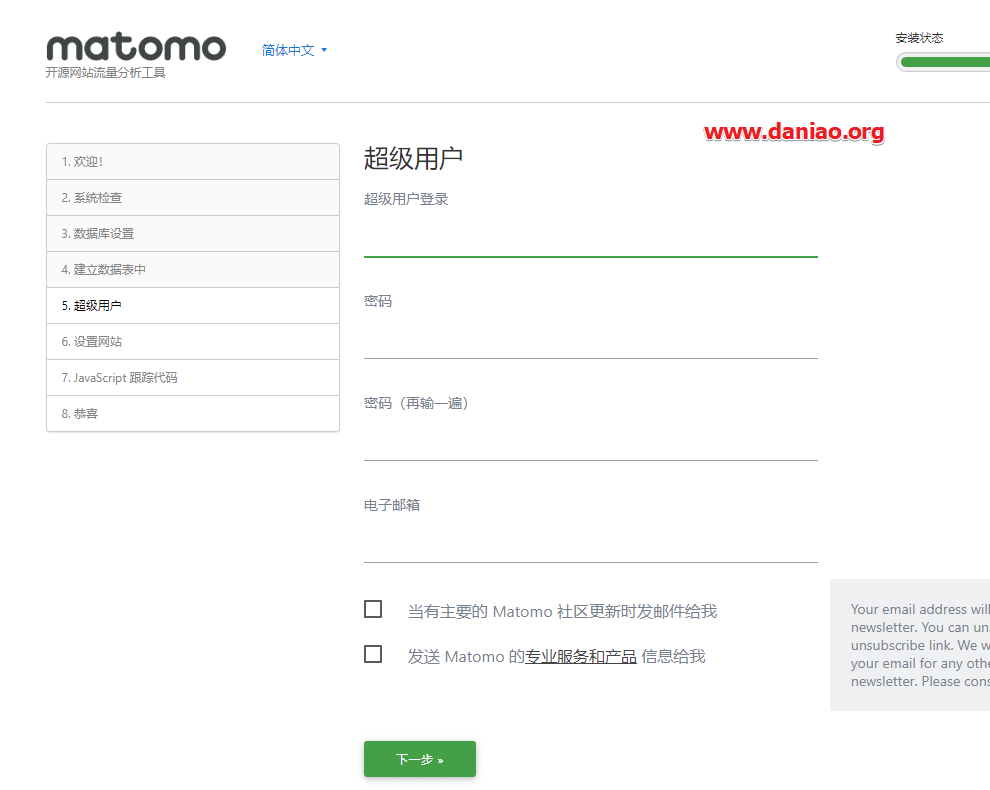 matomo
简体中文
安装状态
开源网站流量分析工具
www.daniao.org
1. 欢迎!
2. 系统检查
3. 数据库设置
4. 建立数据表中
5. 超级用户
6. 设置网站
7. JavaScript 跟踪代码
8. 恭喜
超级用户
超级用户登录
密码
密码（再输一遍）
电子邮箱
当有主要的 Matomo 社区更新时发邮件给我
发送 Matomo 的专业服务和产品 信息给我
Your email address will
newsletter. You can uns
unsubscribe link. We w
your email for any othe
newsletter. Please cons
下一步 »